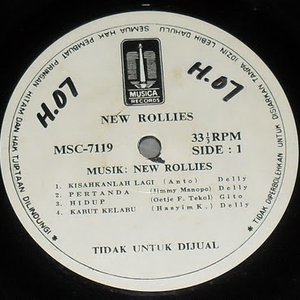 SEMUA HAK PEMBUAT PIRINGAN HITAM DAN HAK TJIPTAAN DILINDUNGI
TANPA IDZIN LEBIH DAHULU
TIDAK DIPERBOLEHKAN UNTUK DISIARKAN
MUSICA
RECORDS
H.07
H.07
NEW ROLLIES
MSC-7119
33⅓ RPM
SIDE : 1
MUSIK: NEW ROLLIES
1. KISAHKANLAH LAGI (Anto) Delly
2. PERTANDA (Jimmy Manopo) Delly
3. HIDUP (Oetje F. Tekol) Gito
4. KABUT KELABU (Hasyim K.) Delly
TIDAK UNTUK DIJUAL